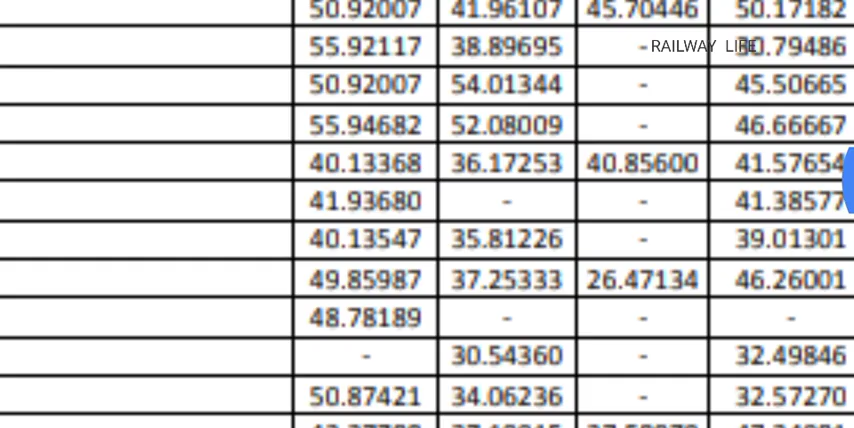 50.92007 41.96107 45.70446 50.17182
55.92117 38.89695 - RAILWAY LIFE 30.79486
50.92007 54.01344 - 45.50665
55.94682 52.08009 - 46.66667
40.13368 36.17253 40.85600 41.57654
41.93680 - - 41.38577
40.13547 35.81226 - 39.01301
49.85987 37.25333 26.47134 46.26001
48.78189 - - -
- 30.54360 - 32.49846
50.87421 34.06236 - 32.57270